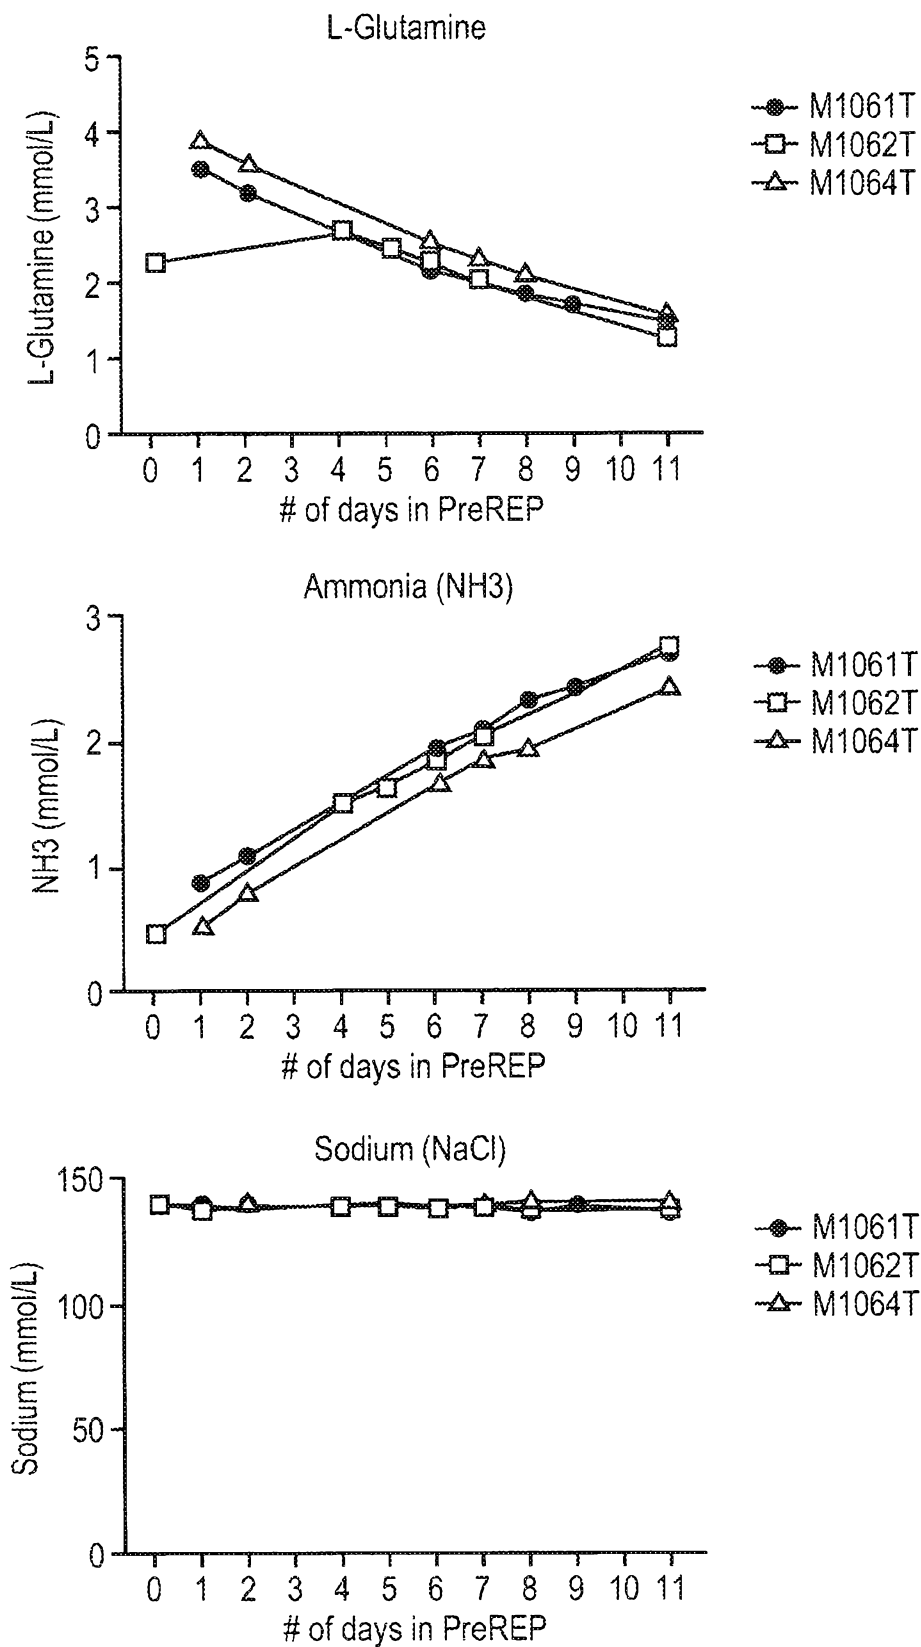 L-Glutamine
L-Glutamine (mmol/L)
5
4
3
2
1
0
0 1 2 3 4 5 6 7 8 9 10 11
# of days in PreREP
M1061T
M1062T
M1064T
Ammonia (NH3)
NH3 (mmol/L)
3
2
1
0
0 1 2 3 4 5 6 7 8 9 10 11
# of days in PreREP
M1061T
M1062T
M1064T
Sodium (NaCl)
Sodium (mmol/L)
150
100
50
0
0 1 2 3 4 5 6 7 8 9 10 11
# of days in PreREP
M1061T
M1062T
M1064T